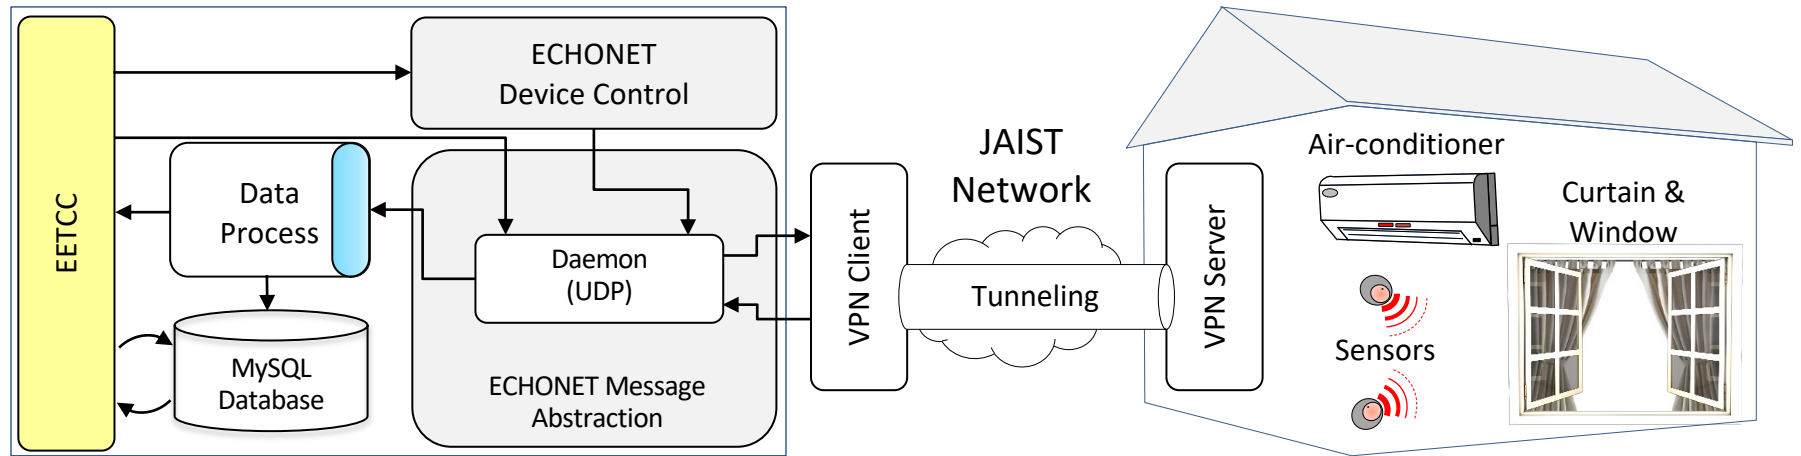 EETCC
ECHONET
Device Control
Data
Process
MySQL
Database
Daemon
(UDP)
ECHONET Message
Abstraction
VPN Client
JAIST
Network
Tunneling
VPN Server
Air-conditioner
Curtain &
Window
Sensors